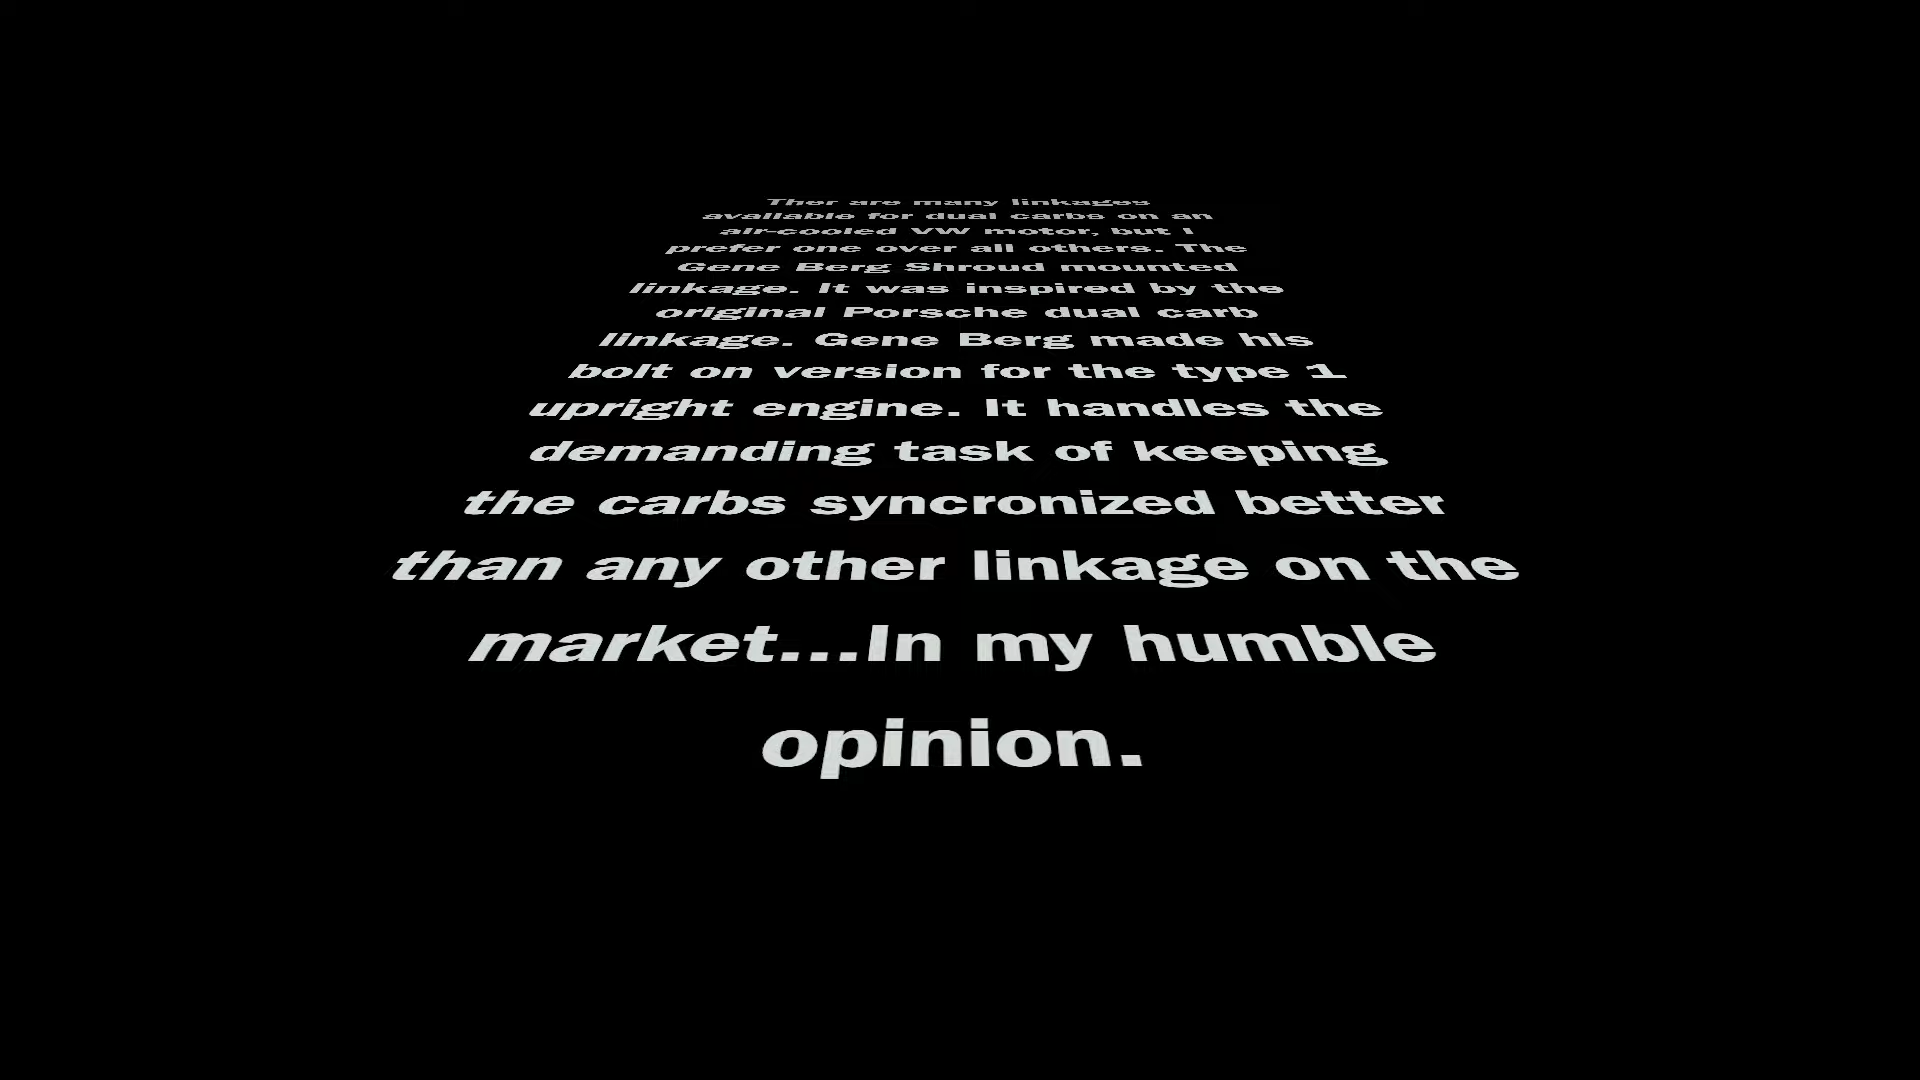 Ther are many linkages
available for dual carbs on an
air-cooled VW motor, but I
prefer one over all others. The
Gene Berg Shroud mounted
linkage. It was inspired by the
original Porsche dual carb
linkage. Gene Berg made his
bolt on version for the type 1
upright engine. It handles the
demanding task of keeping
the carbs syncronized better
than any other linkage on the
market...In my humble
opinion.